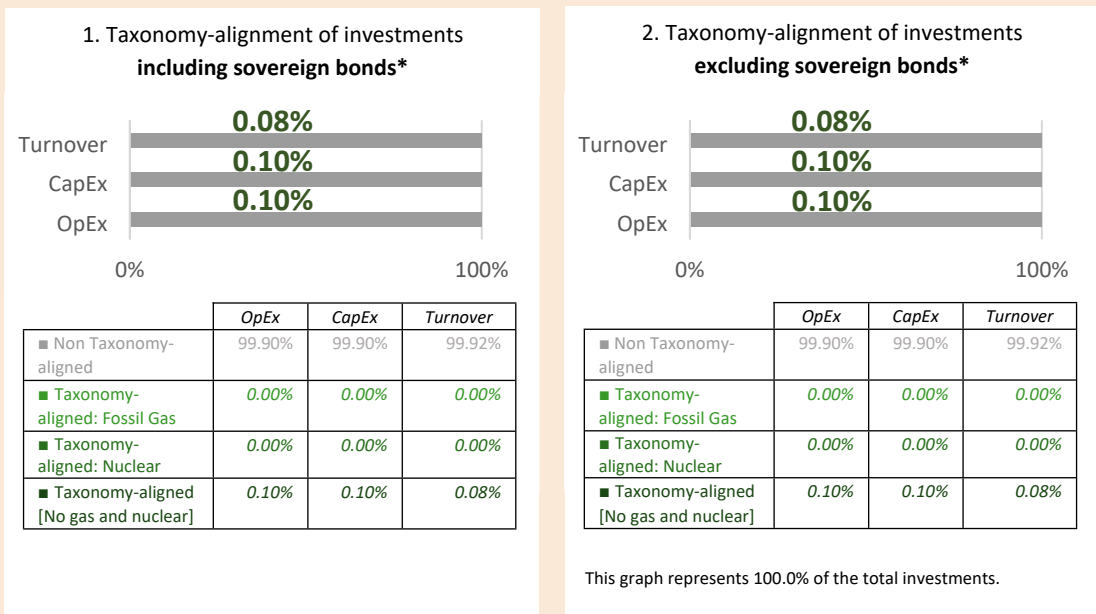 1. Taxonomy-alignment of investments
including sovereign bonds*
0.08%
Turnover
0.10%
CapEx
0.10%
OpEx
0% 100%
OpEx CapEx Turnover
■ Non Taxonomy- 99.90% 99.90% 99.92%
aligned
■ Taxonomy- 0.00% 0.00% 0.00%
aligned: Fossil Gas
■ Taxonomy- 0.00% 0.00% 0.00%
aligned: Nuclear
■ Taxonomy-aligned 0.10% 0.10% 0.08%
[No gas and nuclear]
2. Taxonomy-alignment of investments
excluding sovereign bonds*
0.08%
Turnover
0.10%
CapEx
0.10%
OpEx
0% 100%
OpEx CapEx Turnover
■ Non Taxonomy- 99.90% 99.90% 99.92%
aligned
■ Taxonomy- 0.00% 0.00% 0.00%
aligned: Fossil Gas
■ Taxonomy- 0.00% 0.00% 0.00%
aligned: Nuclear
■ Taxonomy-aligned 0.10% 0.10% 0.08%
[No gas and nuclear]
This graph represents 100.0% of the total investments.